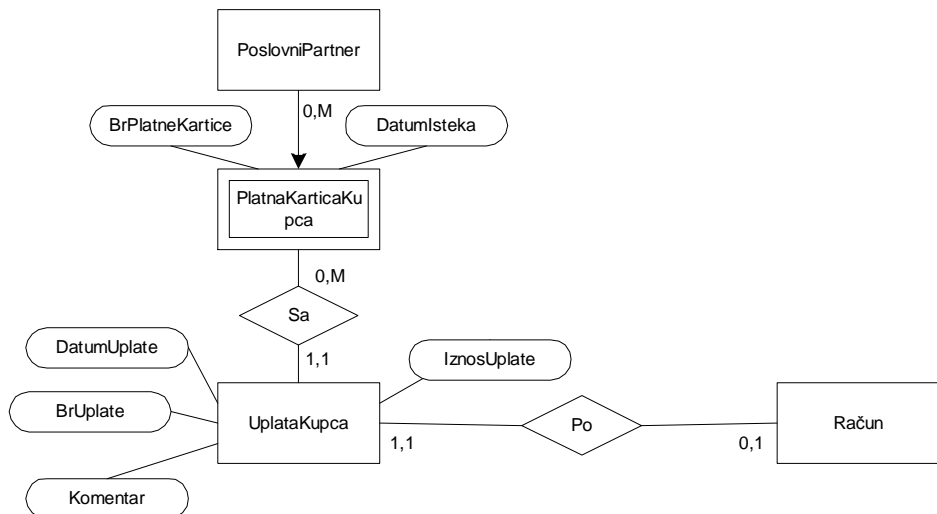 PoslovniPartner
0,M
BrPlatneKartice
DatumIsteka
PlatnaKarticaKu
pca
0,M
Sa
1,1
DatumUplate
IznosUplate
BrUplate
UplataKupca
1,1
Po
0,1
Račun
Komentar